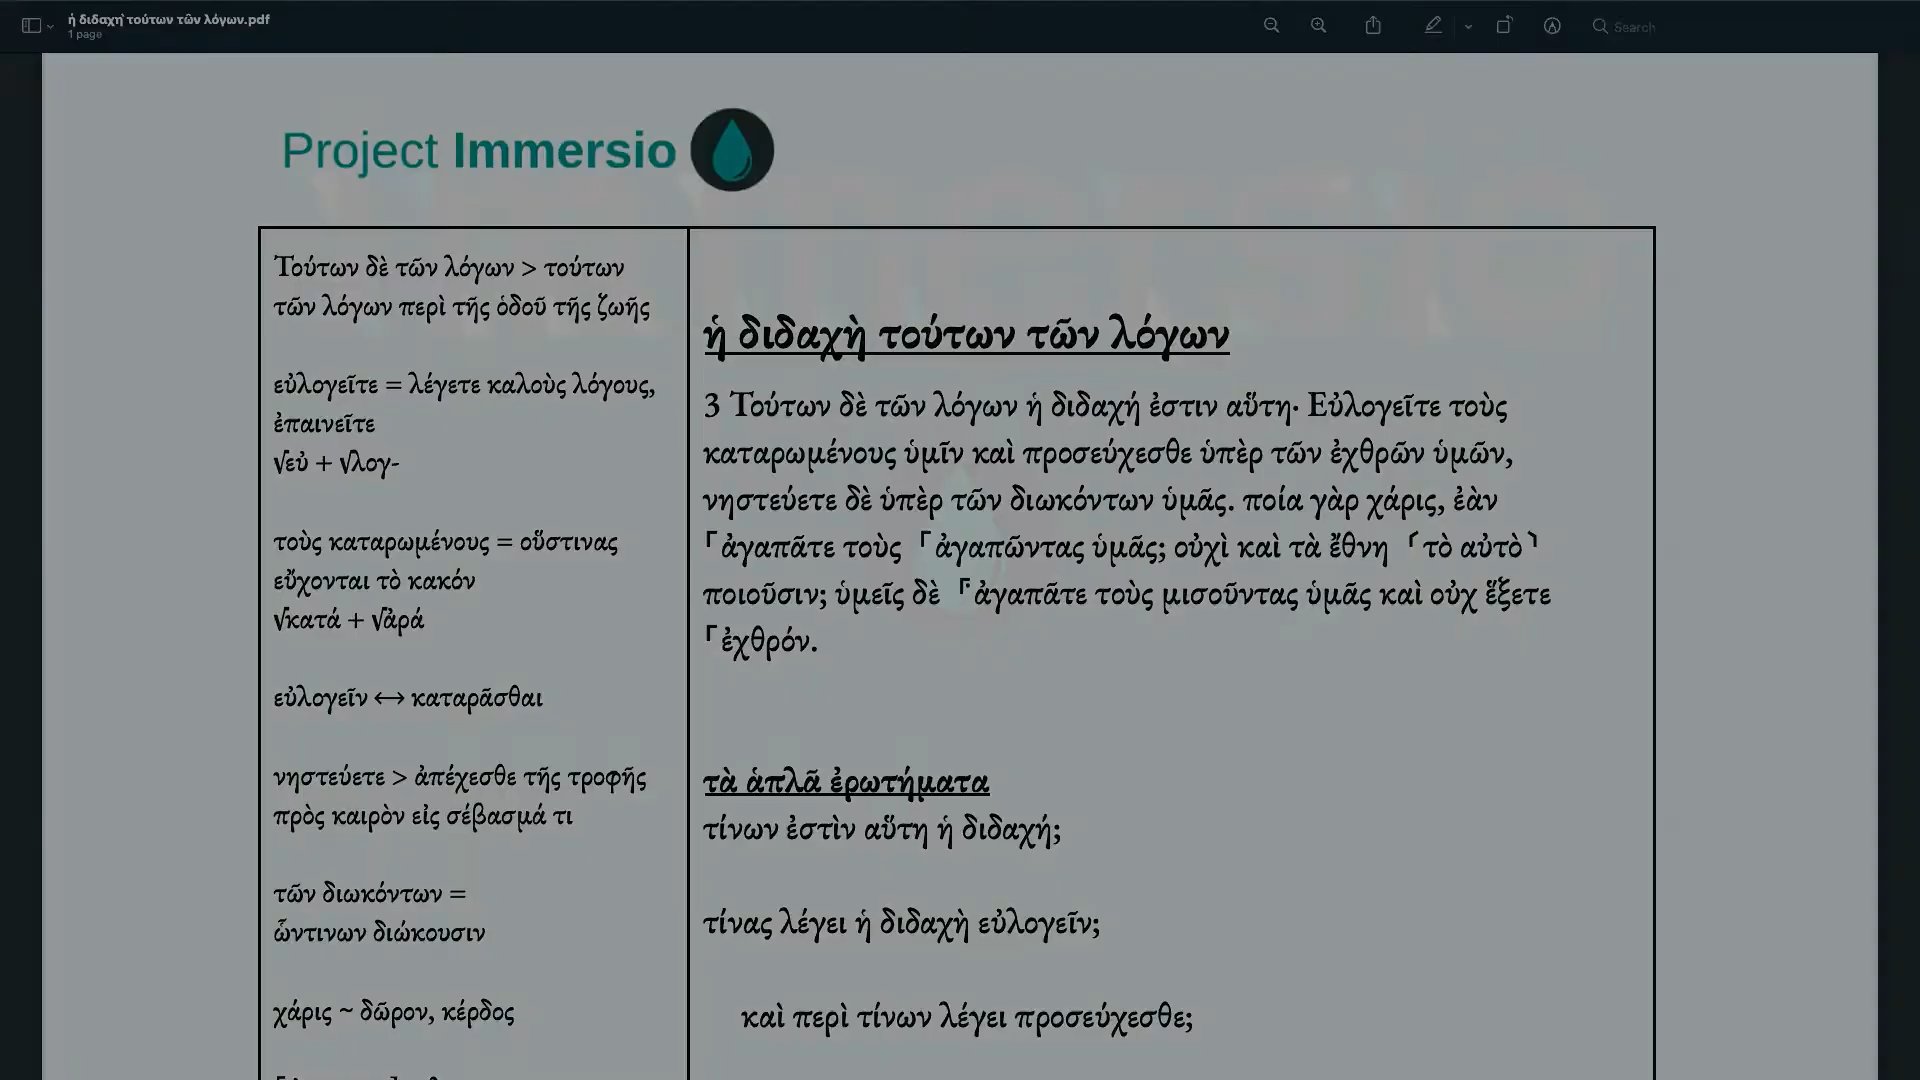 ἡ διδαχὴ τούτων τῶν λόγων.pdf
1 page
Search
Project Immersio
Τούτων δὲ τῶν λόγων > τούτων
τῶν λόγων περὶ τῆς ὁδοῦ τῆς ζωῆς
εὐλογεῖτε = λέγετε καλοὺς λόγους,
ἐπαινεῖτε
√εὐ + √λογ-
τοὺς καταρωμένους = οὕστινας
εὔχονται τὸ κακόν
√κατά + √ἀρά
εὐλογεῖν ↔ καταρᾶσθαι
νηστεύετε > ἀπέχεσθε τῆς τροφῆς
πρὸς καιρὸν εἰς σέβασμά τι
τῶν διωκόντων =
ὧντινων διώκουσιν
χάρις ~ δῶρον, κέρδος
ἡ διδαχὴ τούτων τῶν λόγων
3 Τούτων δὲ τῶν λόγων ἡ διδαχή ἐστιν αὕτη· Εὐλογεῖτε τοὺς
καταρωμένους ὑμῖν καὶ προσεύχεσθε ὑπὲρ τῶν ἐχθρῶν ὑμῶν,
νηστεύετε δὲ ὑπὲρ τῶν διωκόντων ὑμᾶς. ποία γὰρ χάρις, ἐὰν
⸀ἀγαπᾶτε τοὺς ⸀ἀγαπῶντας ὑμᾶς; οὐχὶ καὶ τὰ ἔθνη ⸂τὸ αὐτὸ⸃
ποιοῦσιν; ὑμεῖς δὲ ⸁ἀγαπᾶτε τοὺς μισοῦντας ὑμᾶς καὶ οὐχ ἕξετε
⸀ἐχθρόν.
τὰ ἁπλᾶ ἐρωτήματα
τίνων ἐστὶν αὕτη ἡ διδαχή;
τίνας λέγει ἡ διδαχὴ εὐλογεῖν;
καὶ περὶ τίνων λέγει προσεύχεσθε;